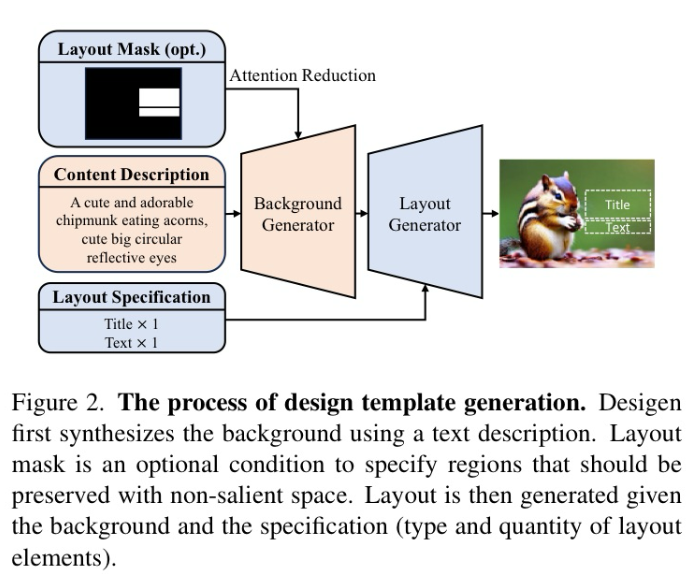 Layout Mask (opt.)
Attention Reduction
Content Description
A cute and adorable
chipmunk eating acorns,
cute big circular
reflective eyes
Background
Generator
Layout
Generator
Title
Text
Layout Specification
Title × 1
Text × 1
Figure 2. The process of design template generation. Desigen
first synthesizes the background using a text description. Layout
mask is an optional condition to specify regions that should be
preserved with non-salient space. Layout is then generated given
the background and the specification (type and quantity of layout
elements).